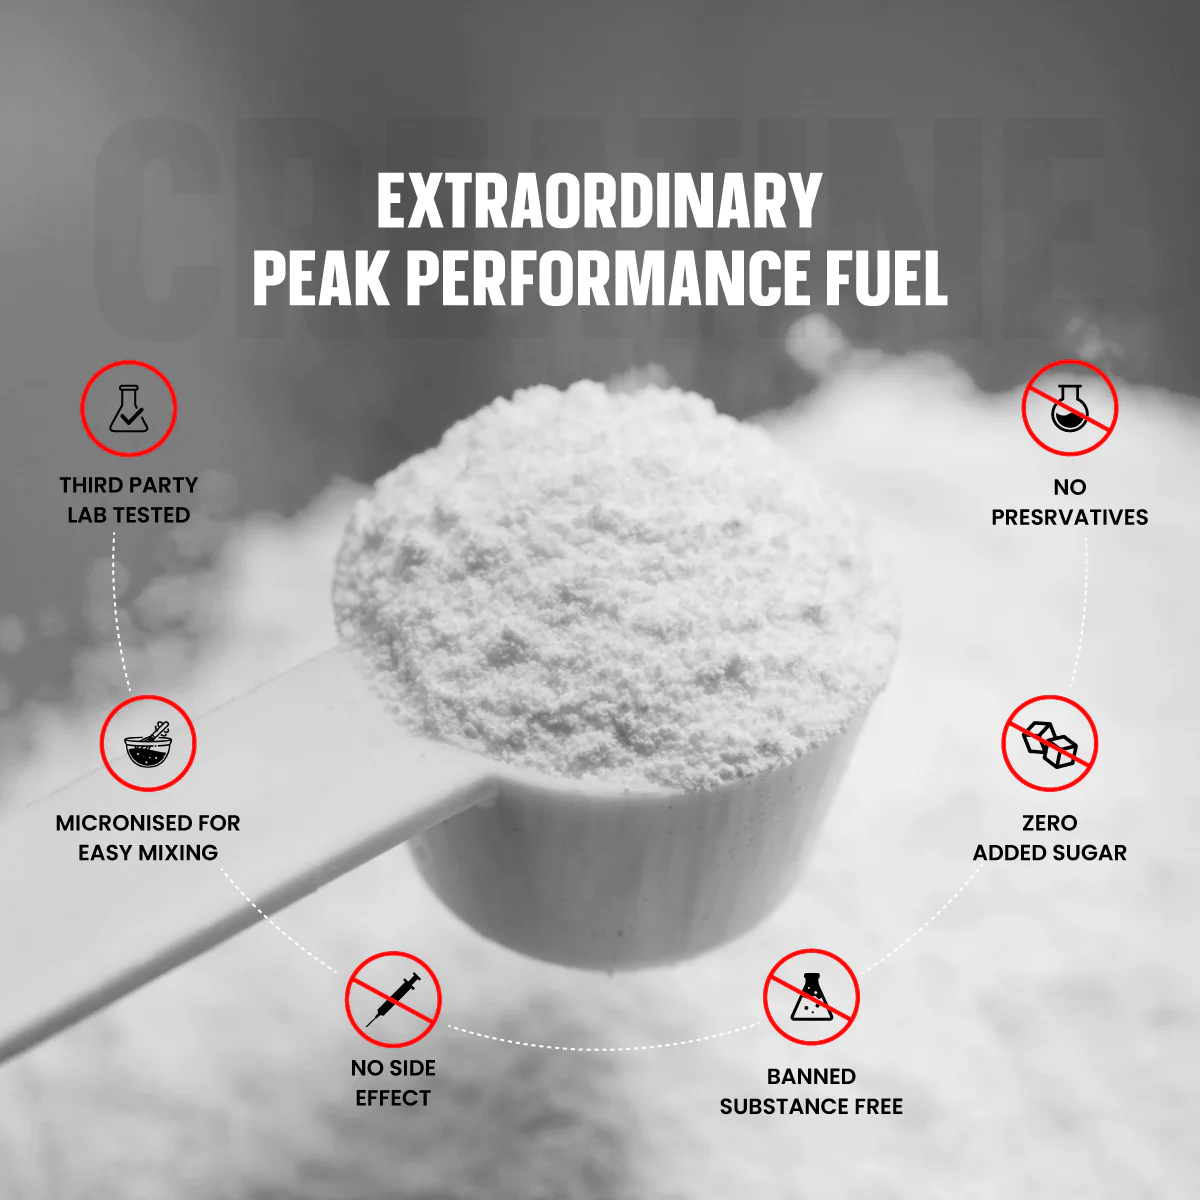 CREATINE
EXTRAORDINARY
PEAK PERFORMANCE FUEL
THIRD PARTY
LAB TESTED
NO
PRESRVATIVES
MICRONISED FOR
EASY MIXING
ZERO
ADDED SUGAR
NO SIDE
EFFECT
BANNED
SUBSTANCE FREE